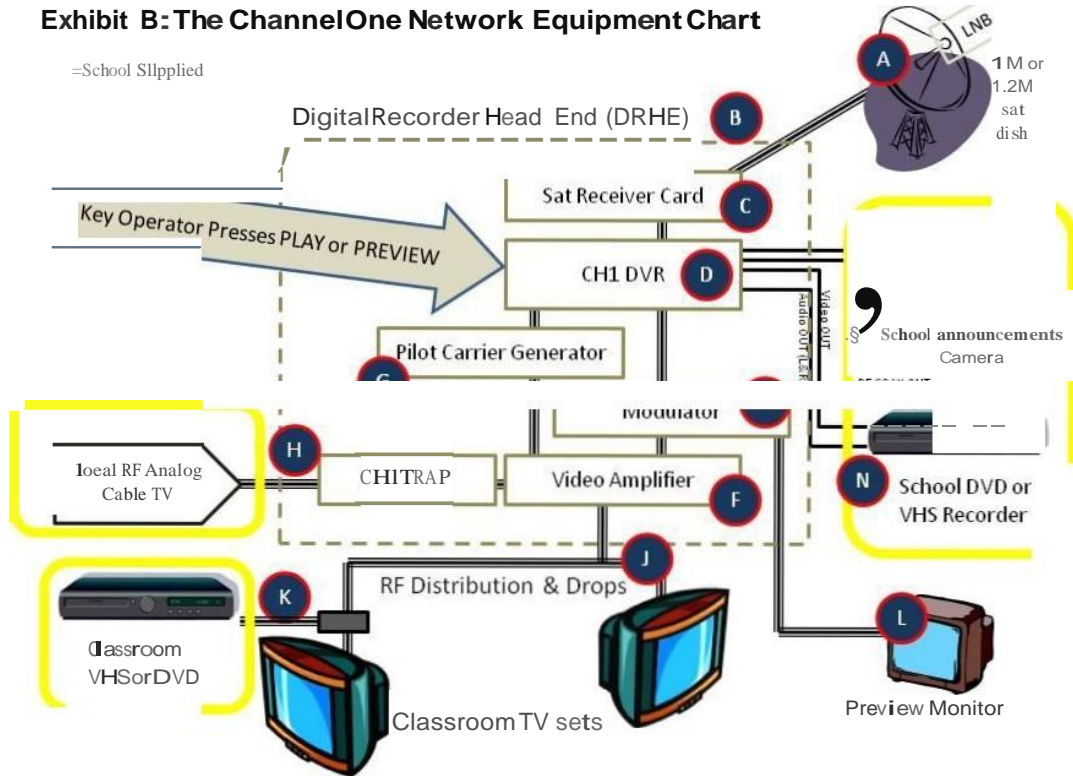 Exhibit B: The ChannelOne Network Equipment Chart
=School Sllpplied
LNB
A
1 M or
1.2M
sat
dish
DigitalRecorder Head End (DRHE)
B
Sat Receiver Card
C
Key Operator Presses PLAY or PREVIEW
CH1 DVR
D
Video OUT
Audio OUT (L&R
Pilot Carrier Generator
.§
School announcements
Camera
Modulator
H
CHITRAP
Video Amplifier
F
1oeal RF Analog
Cable TV
N
School DVD or
VHS Recorder
J
RF Distribution & Drops
K
L
Classroom
VHSorDVD
Classroom TV sets
Preview Monitor